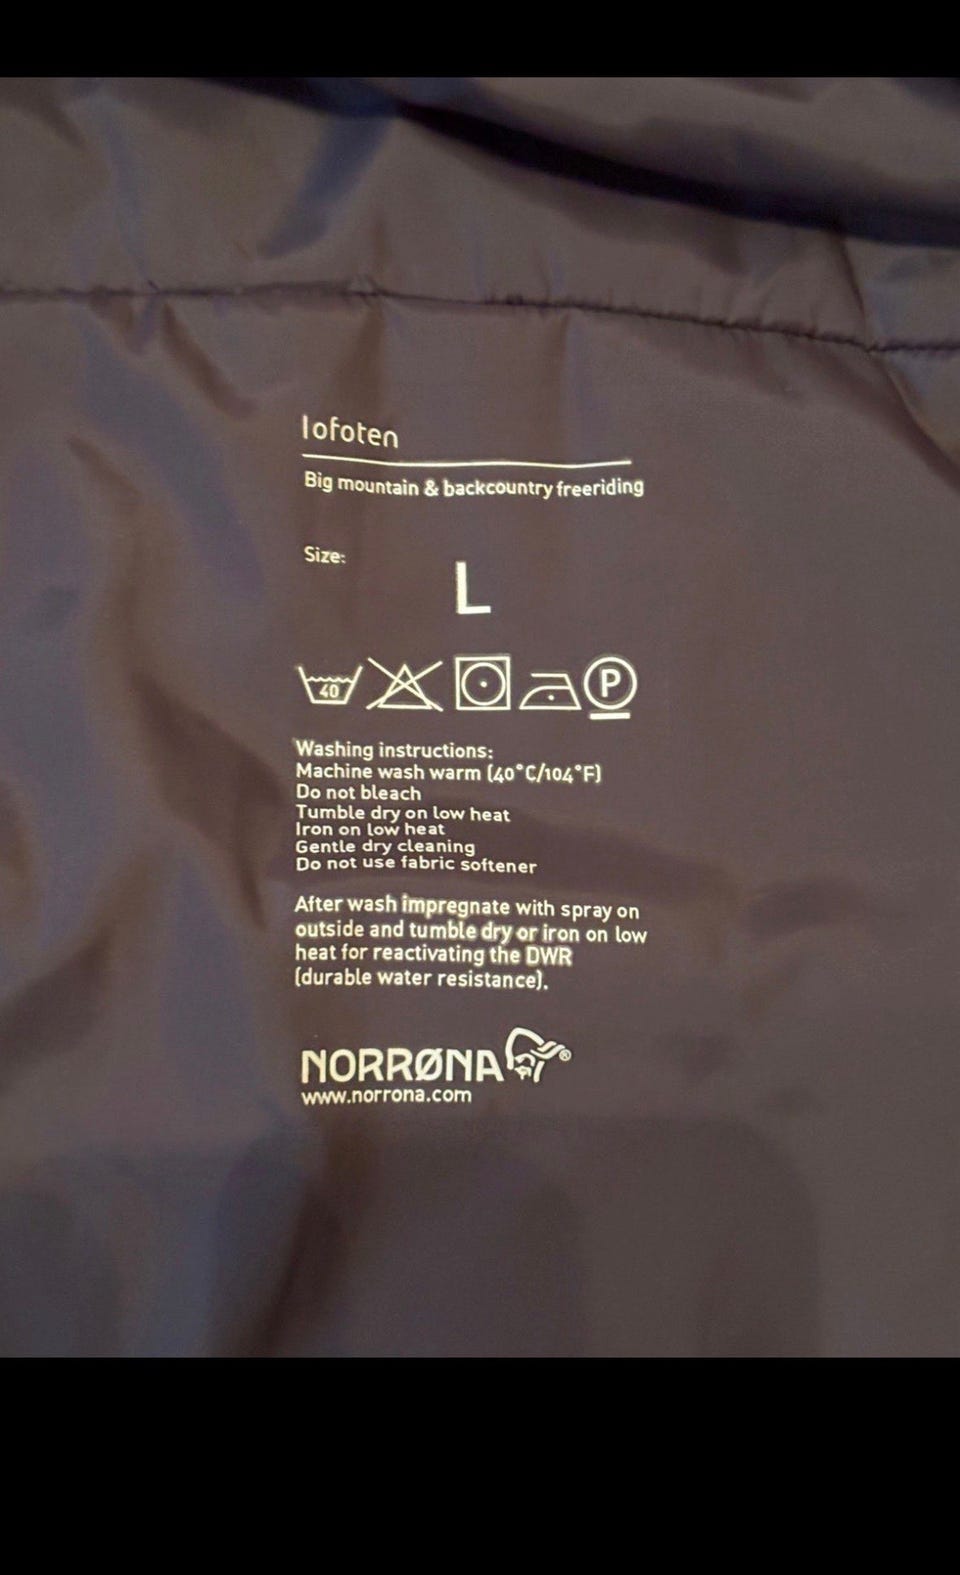 lofoten
Big mountain & backcountry freeriding
Size:
L
40
P
Washing instructions:
Machine wash warm (40°C/104°F)
Do not bleach
Tumble dry on low heat
Iron on low heat
Gentle dry cleaning
Do not use fabric softener
After wash impregnate with spray on
outside and tumble dry or iron on low
heat for reactivating the DWR
(durable water resistance).
NORRØNA®
www.norrona.com